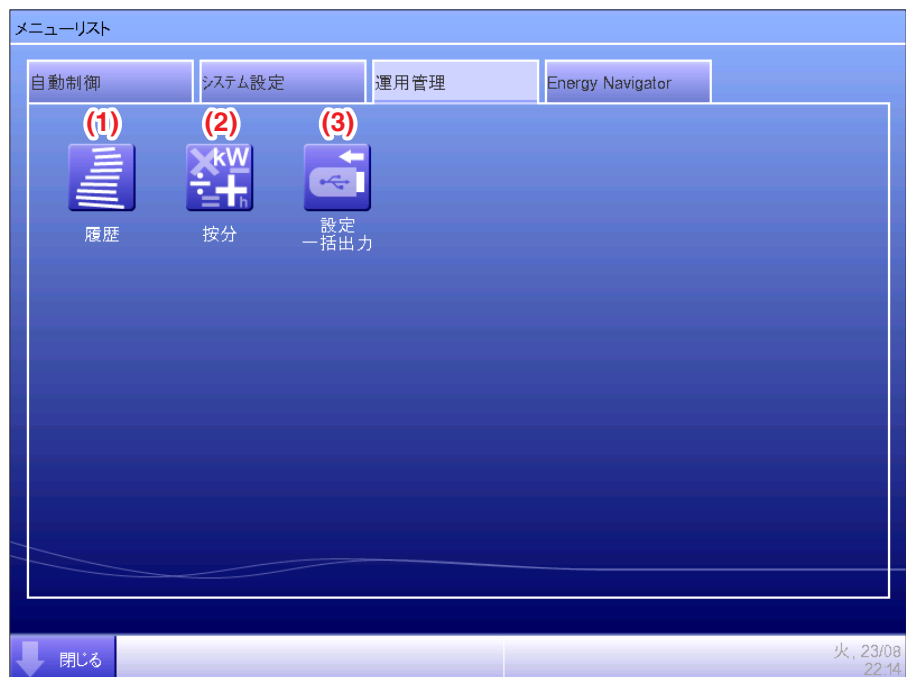 メニューリスト
自動制御
システム設定
運用管理
Energy Navigator
(1)
(2)
(3)
kW
h
履歴
按分
設定
一括出力
閉じる
火, 23/08
22:14